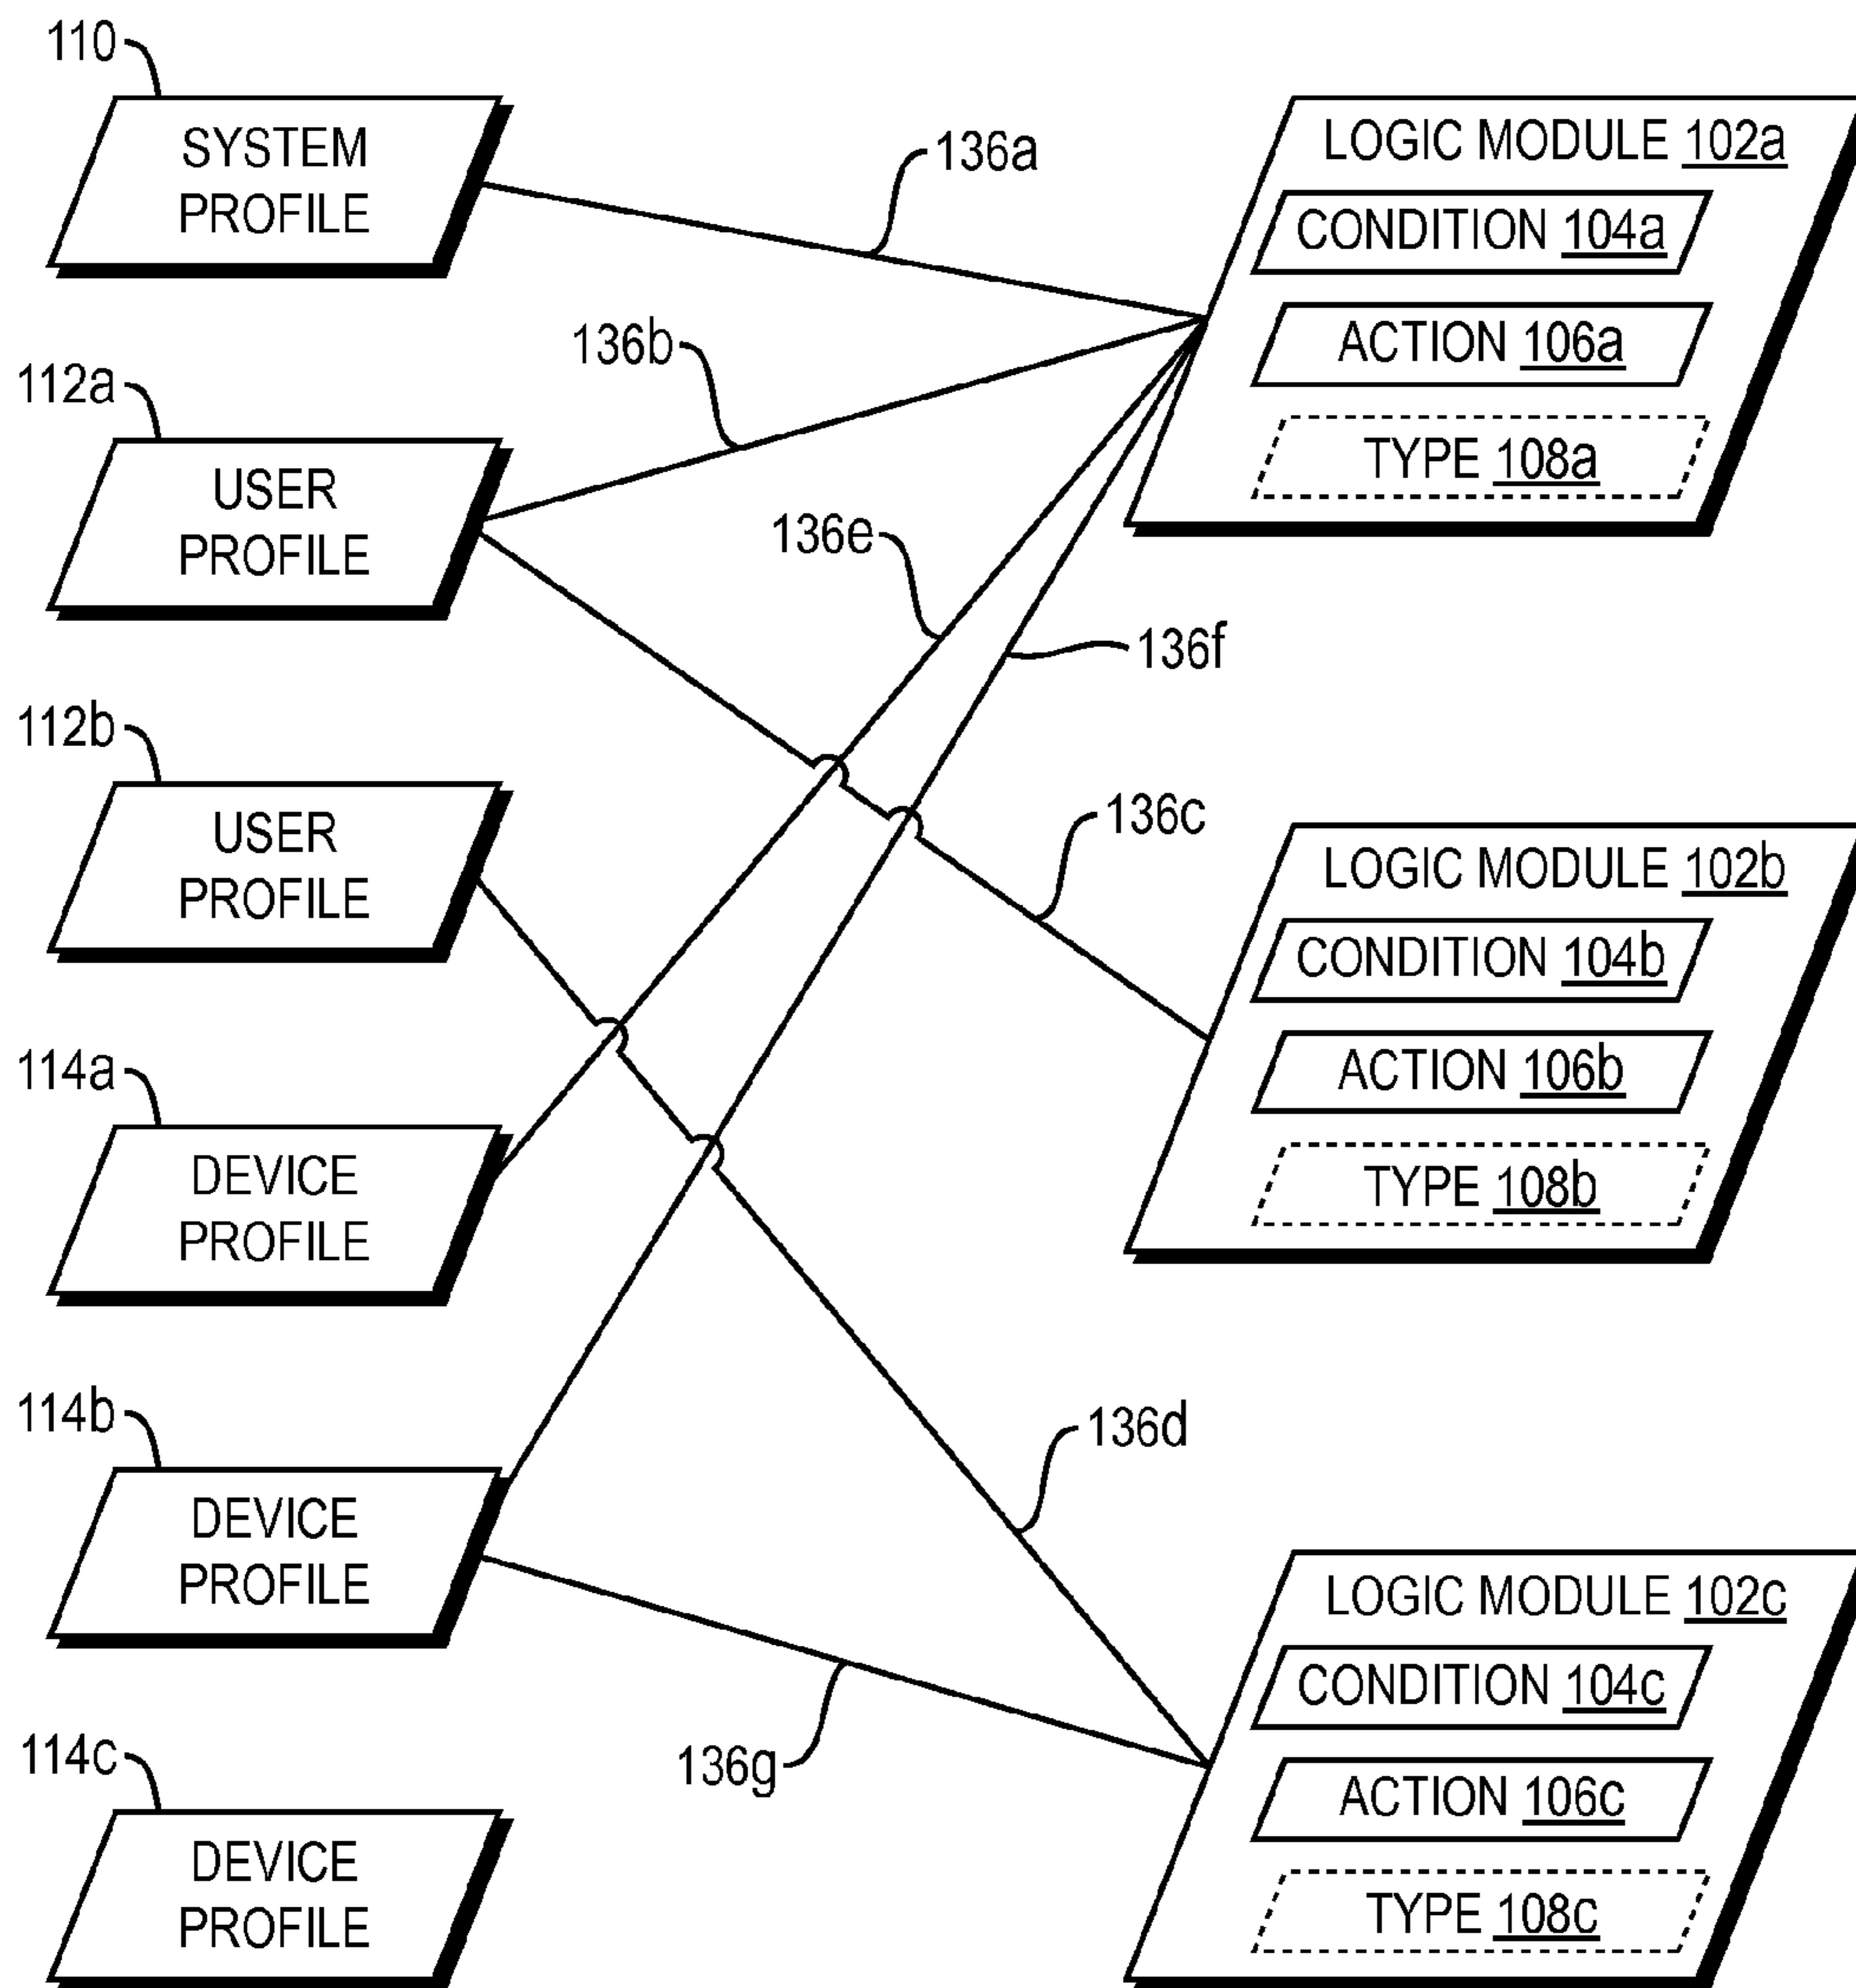 110
SYSTEM
PROFILE
136a
LOGIC MODULE 102a
CONDITION 104a
ACTION 106a
TYPE 108a
136b
112a
USER
PROFILE
136e
136f
112b
USER
PROFILE
136c
LOGIC MODULE 102b
CONDITION 104b
ACTION 106b
TYPE 108b
114a
DEVICE
PROFILE
114b
DEVICE
PROFILE
136d
136g
LOGIC MODULE 102c
CONDITION 104c
ACTION 106c
TYPE 108c
114c
DEVICE
PROFILE